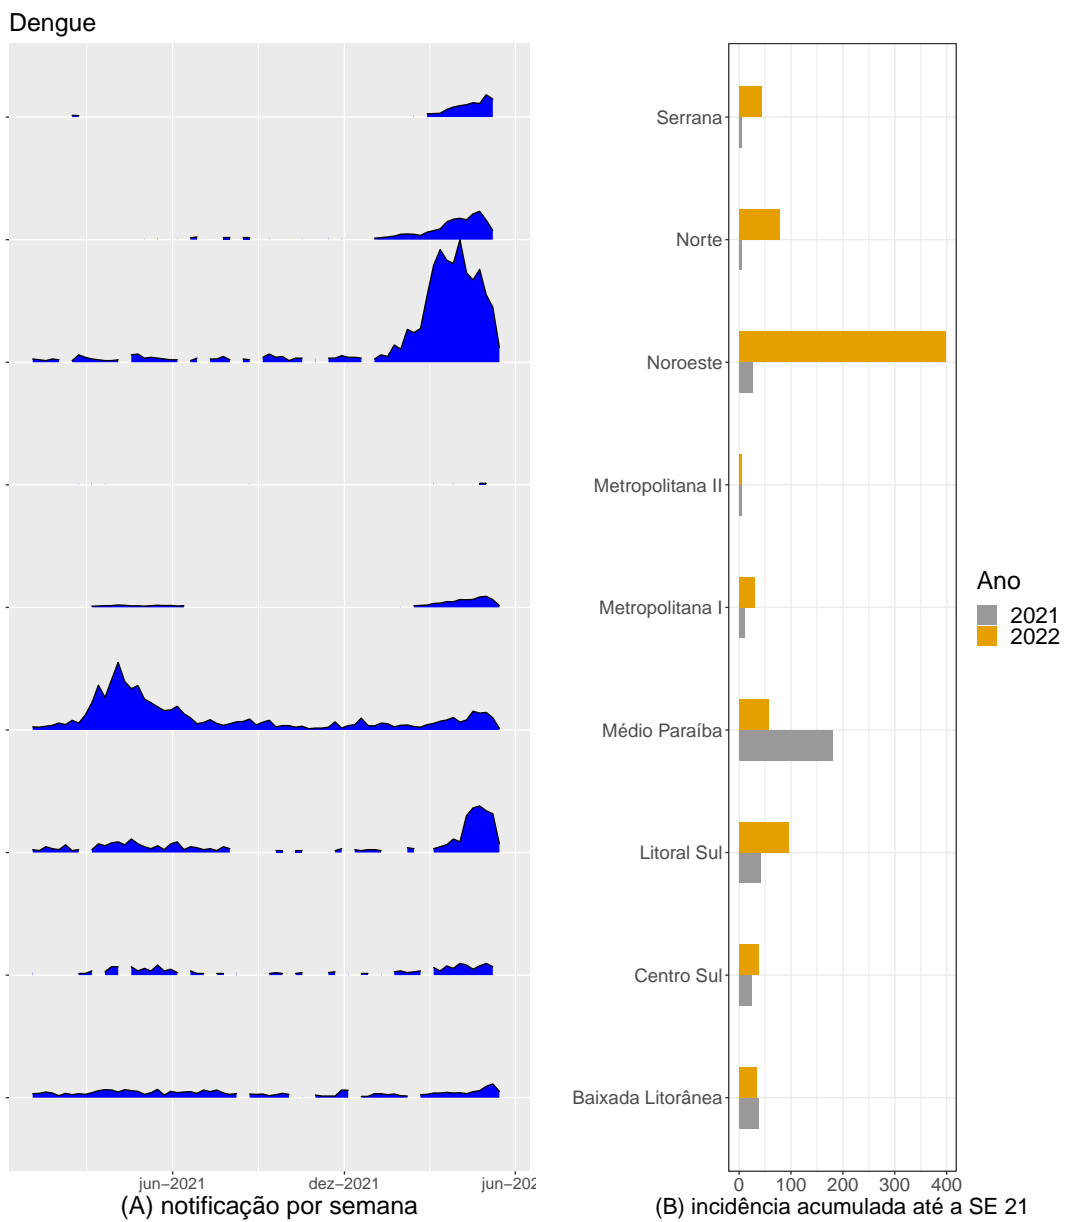 Dengue
Serrana
Norte
Noroeste
Metropolitana II
Metropolitana I
Médio Paraíba
Litoral Sul
Centro Sul
Baixada Litorânea
Ano
2021
2022
jun–2021
dez–2021
jun–202
0
100
200
300
400
(A) notificação por semana
(B) incidência acumulada até a SE 21